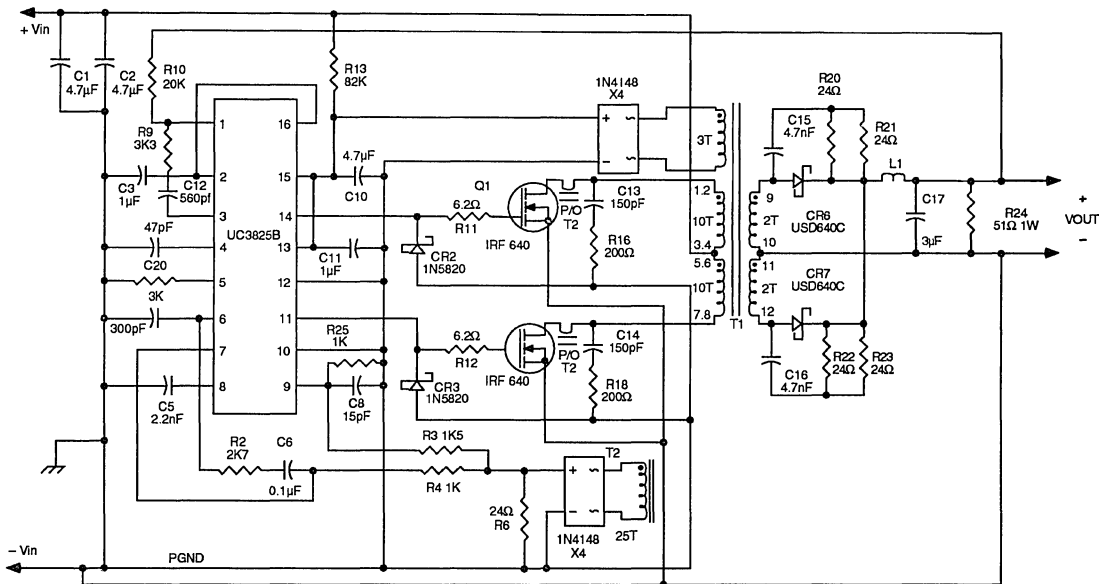 + Vin
C1
4.7µF
C2
4.7µF
R10
20K
R13
82K
1N4148
X4
R20
24Ω
R9
3K3
1
16
C15
4.7nF
R21
24Ω
+
~
3T
−
~
4.7µF
C3
1µF
C12
560pf
2
15
C10
Q1
1.2
9
L1
C17
+
VOUT
−
3
UC3825B
14
6.2Ω
R11
P/O
T2
C13
150pF
10T
2T
CR6
USD640C
R24
51Ω 1W
47pF
4
13
IRF 640
3.4
10
3µF
C20
C11
1µF
CR2
1N5820
R16
200Ω
5.6
11
CR7
USD640C
5
12
10T
2T
3K
7.8
12
T1
300pF
6
11
R25
1K
6.2Ω
R12
P/O
T2
C14
150pF
7
10
IRF 640
R22
24Ω
R23
24Ω
8
9
CR3
1N5820
R18
200Ω
C16
4.7nF
C5
2.2nF
C8
15pF
R3 1K5
R2
2K7
C6
T2
0.1µF
R4 1K
+
~
24Ω
R6
−
~
1N4148
X4
25T
− Vin
PGND